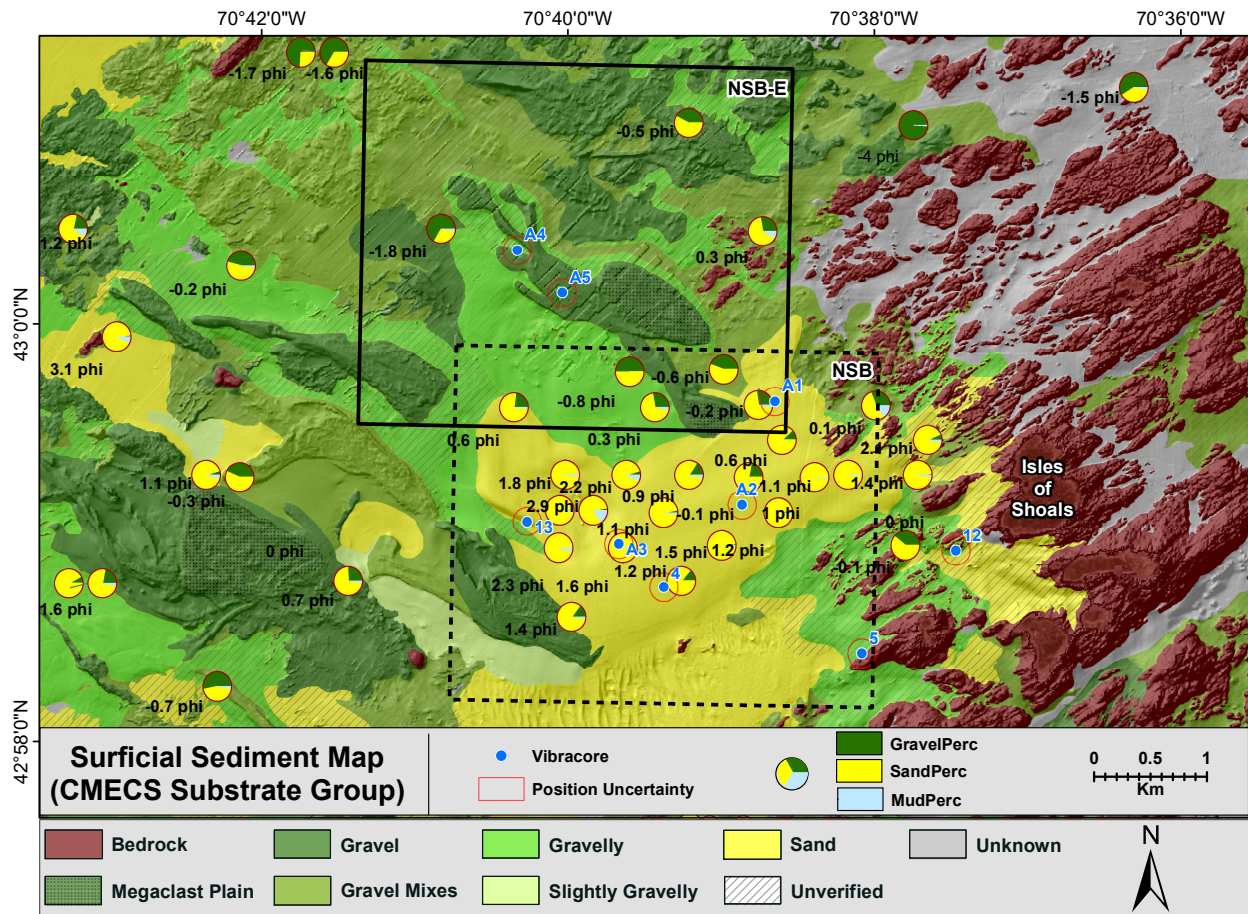 70°42'0"W
70°40'0"W
70°38'0"W
70°36'0"W
-1.7 phi
-1.6 phi
NSB-E
-1.5 phi
-0.5 phi
-4 phi
1.2 phi
-1.8 phi
A4
0.3 phi
-0.2 phi
A5
43°0'0"N
3.1 phi
NSB
-0.6 phi
-0.8 phi
A1
-0.2 phi
0.6 phi
0.3 phi
0.1 phi
2.1 phi
0.6 phi
1.1 phi
-0.3 phi
1.8 phi
2.2 phi
0.9 phi
1.1 phi
1.4 phi
Isles
of
Shoals
A2
2.9 phi
-0.1 phi
1 phi
13
1.1 phi
0 phi
A3
0 phi
1.5 phi
1.2 phi
12
1.2 phi
-0.1 phi
4
1.6 phi
0.7 phi
2.3 phi
1.6 phi
1.4 phi
5
-0.7 phi
42°58'0"N
Surficial Sediment Map
(CMECS Substrate Group)
Vibracore
Position Uncertainty
GravelPerc
SandPerc
MudPerc
0 0.5 1
Km
Bedrock
Gravel
Gravelly
Sand
Unknown
Megaclast Plain
Gravel Mixes
Slightly Gravelly
Unverified
N